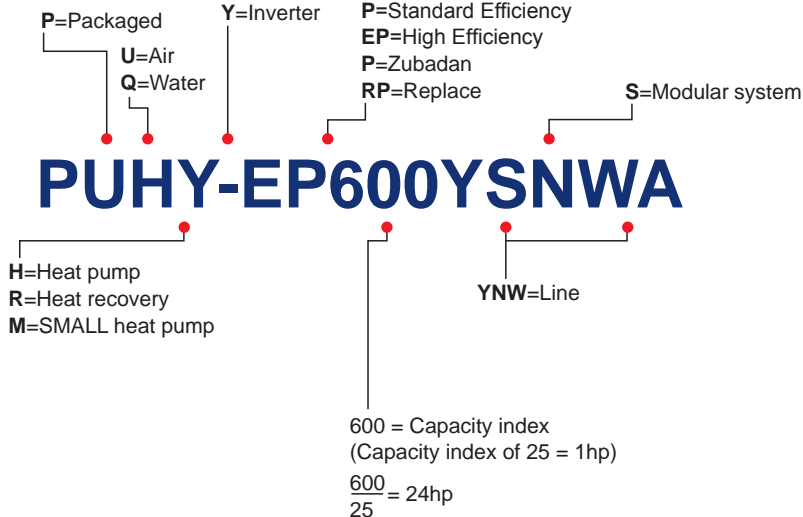 P=Packaged
U=Air
Q=Water
Y=Inverter
P=Standard Efficiency
EP=High Efficiency
P=Zubadan
RP=Replace
S=Modular system
PUHY-EP600YSNWA
H=Heat pump
R=Heat recovery
M=SMALL heat pump
YNW=Line
600 = Capacity index
(Capacity index of 25 = 1hp)
600
25
= 24hp